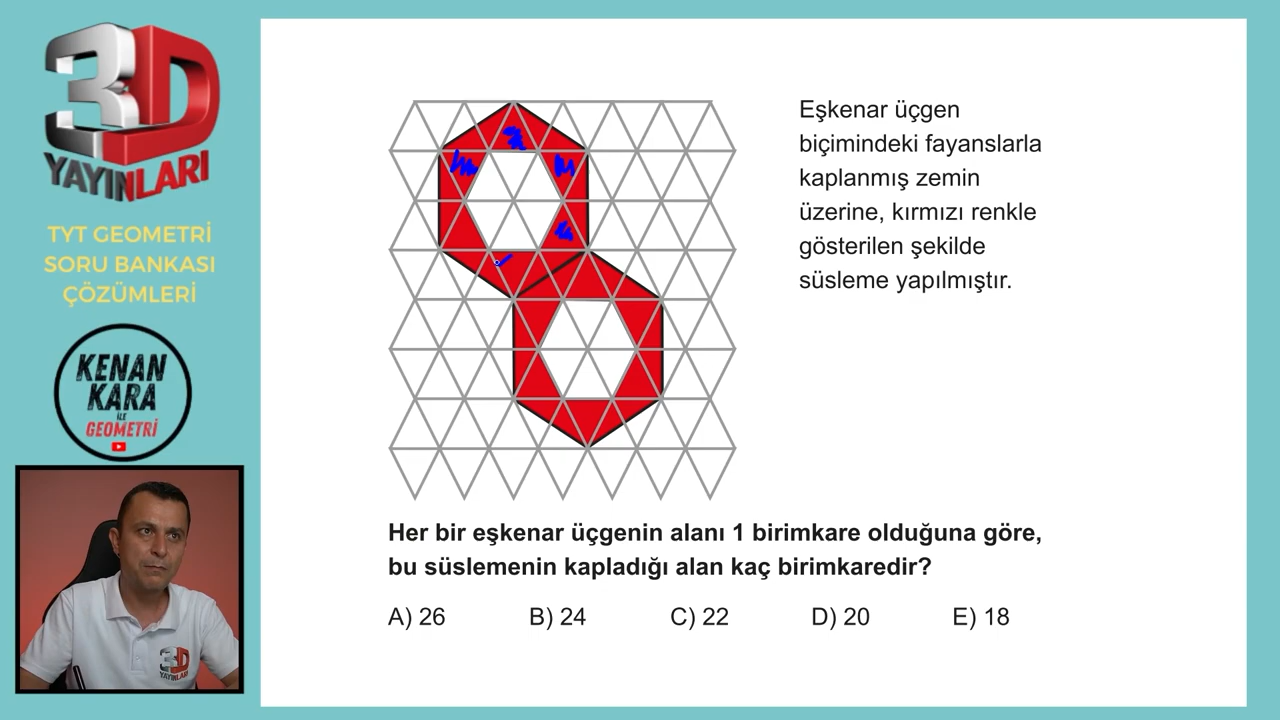 3D
YAYINLARI
TYT GEOMETRİ
SORU BANKASI
ÇÖZÜMLERİ
KENAN
KARA
İLE
GEOMETRİ
3D
YAYINLARI
Eşkenar üçgen
biçimindeki fayanslarla
kaplanmış zemin
üzerine, kırmızı renkle
gösterilen şekilde
süsleme yapılmıştır.
Her bir eşkenar üçgenin alanı 1 birimkare olduğuna göre,
bu süslemenin kapladığı alan kaç birimkaredir?
A) 26 B) 24 C) 22 D) 20 E) 18